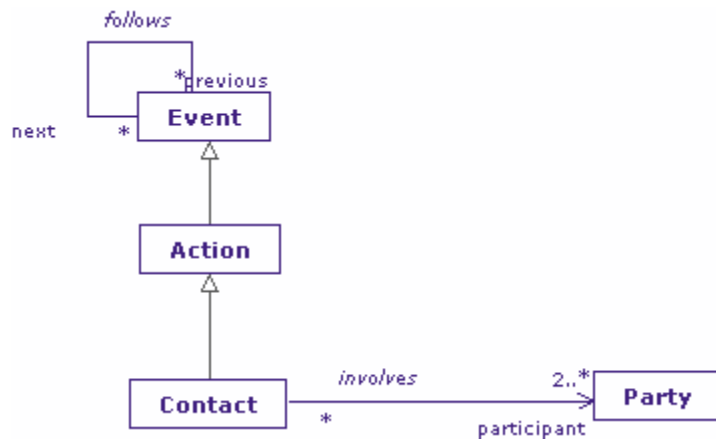 follows
*
previous
Event
next
*
Action
involves
2..*
Party
Contact
*
participant